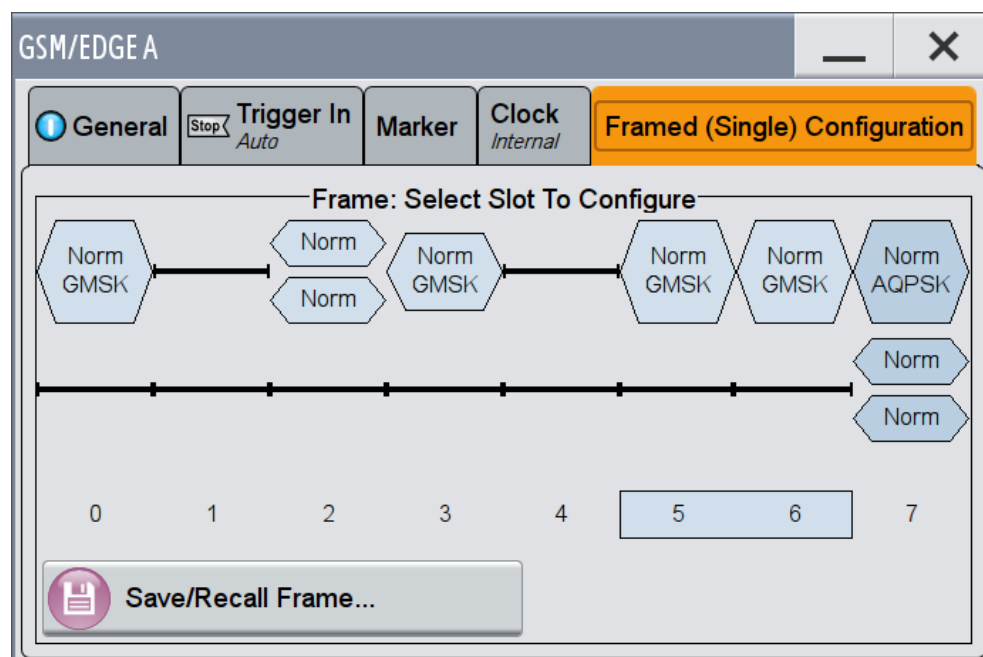 GSM/EDGE A
General
Stop Trigger In
Auto
Marker
Clock
Internal
Framed (Single) Configuration
Frame: Select Slot To Configure
Norm
GMSK
Norm
Norm
Norm
GMSK
Norm
GMSK
Norm
GMSK
Norm
AQPSK
Norm
Norm
0 1 2 3 4 5 6 7
Save/Recall Frame...